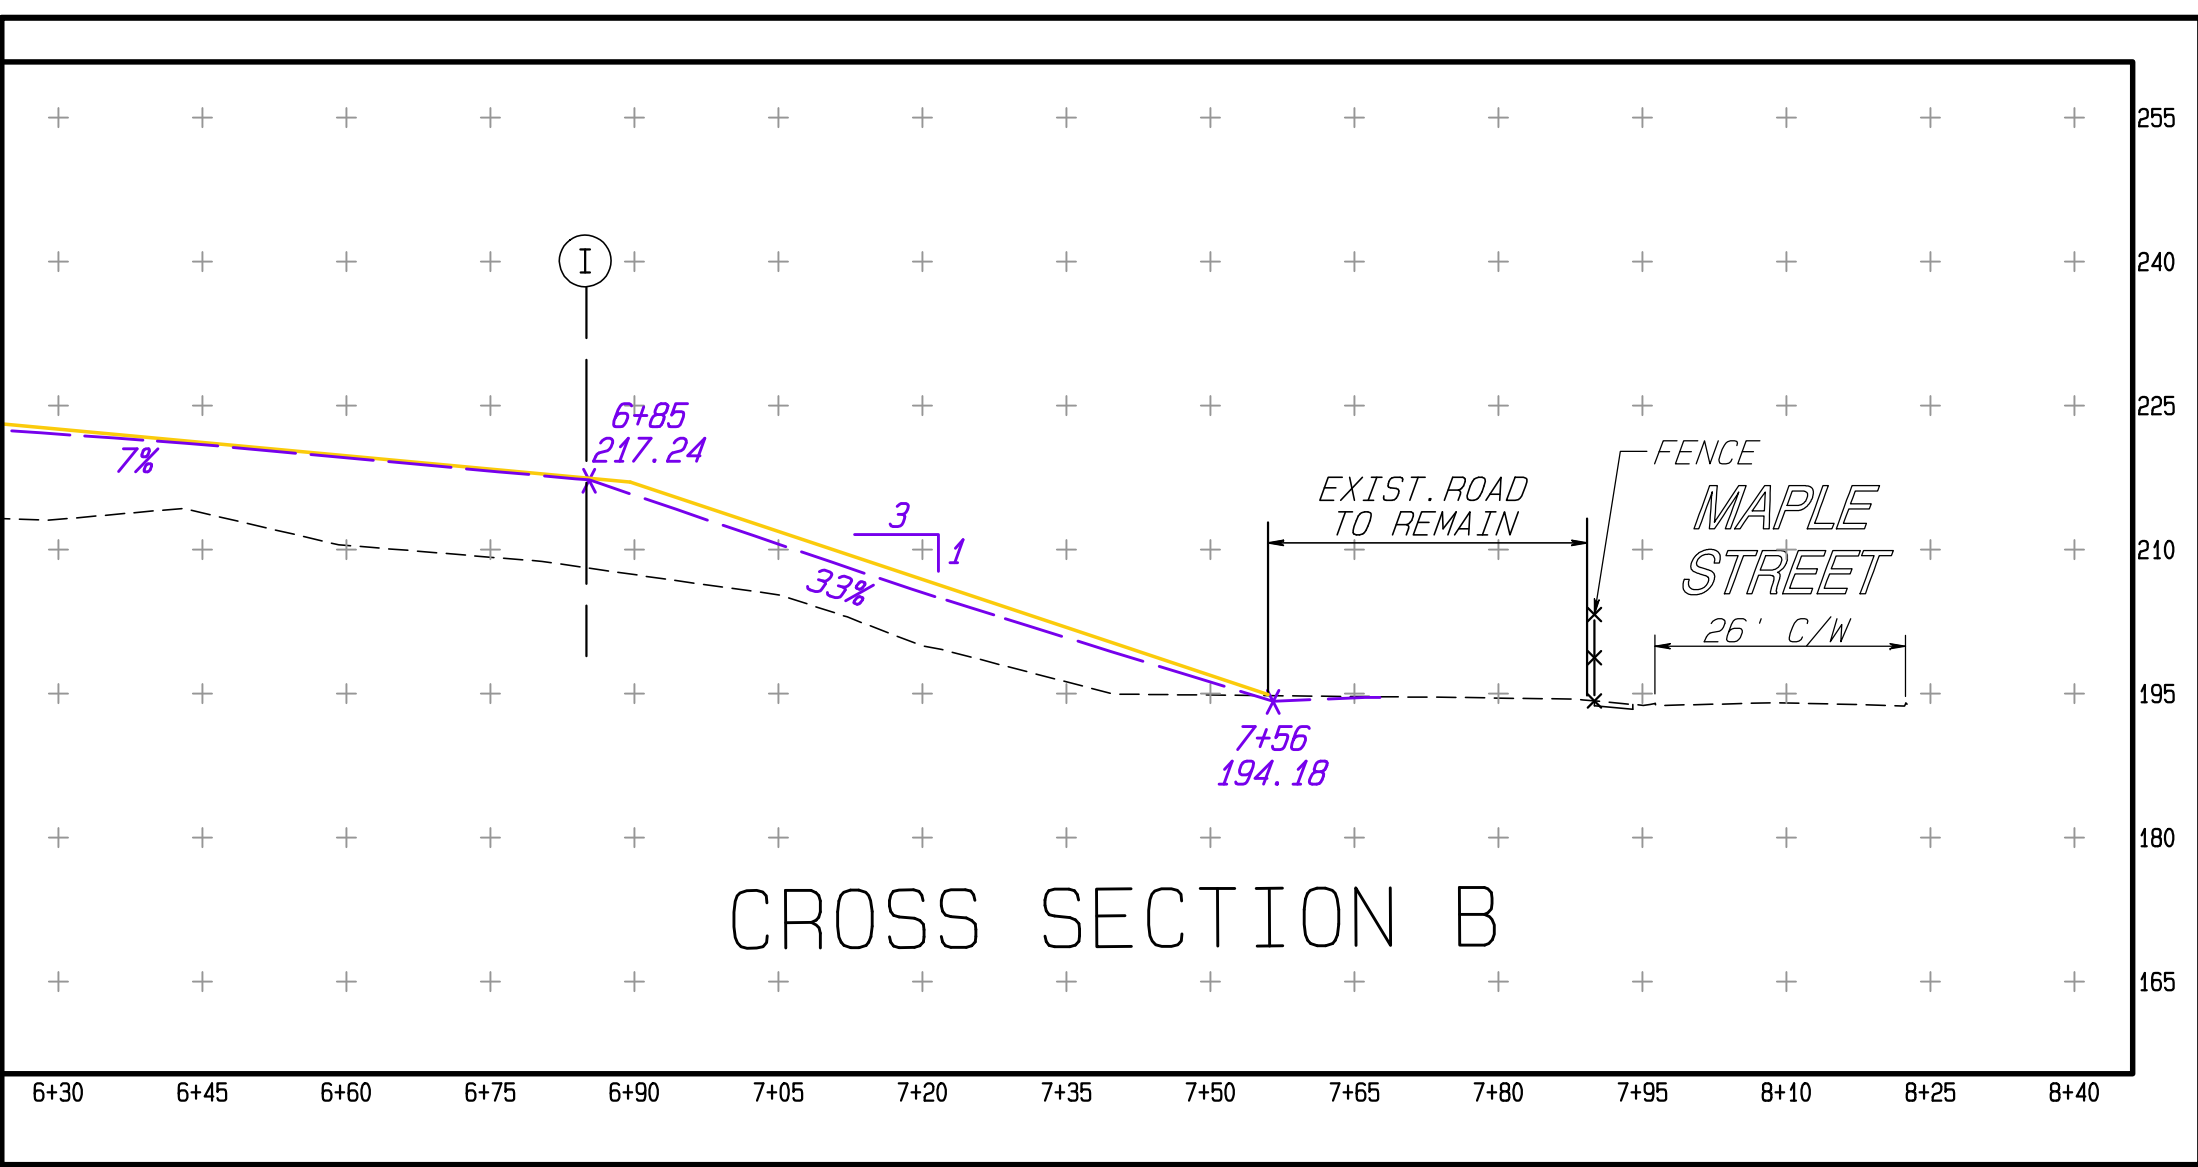 255
240
I
6+85
217.24
225
7%
FENCE
EXIST. ROAD
TO REMAIN
MAPLE
STREET
3
1
210
33%
26' C/W
195
7+56
194.18
180
CROSS SECTION B
165
6+30 6+45 6+60 6+75 6+90 7+05 7+20 7+35 7+50 7+65 7+80 7+95 8+10 8+25 8+40